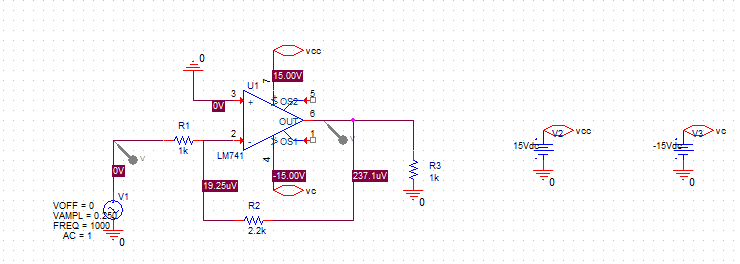 0
vcc
15.00V
7
U1
3
+
5
OS2
0V
6
OUT
R1
1k
2
-
1
OS1
V
V
LM741
4
-15.00V
vc
0V
19.25uV
237.1uV
R3
1k
0
V1
VOFF = 0
VAMPL = 0.250
FREQ = 1000
AC = 1
0
R2
2.2k
V2
vcc
15Vdc
0
V3
vc
-15Vdc
0